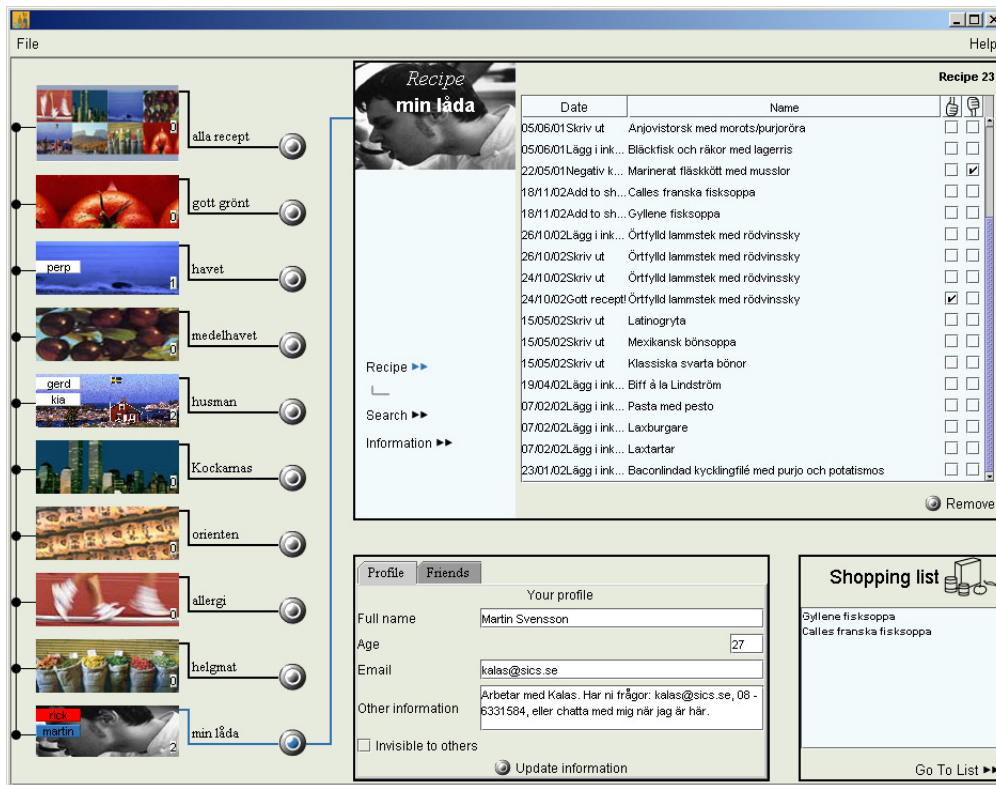 File
Help
0
alla recept
gott grönt
0
perp
havet
1
medelhavet
0
gerd
kia
husman
2
Kockarnas
0
orienten
0
allergi
0
helgmat
0
rick
martin
min låda
2
Recipe
min låda
Recipe ►►
Search ►►
Information ►►
Recipe 23
Date Name
05/06/01Skriv ut Anjovistorsk med morots/purjoröra
05/06/01Lägg i ink... Bläckfisk och räkor med lagerris
22/05/01Negativ k... Marinerat fläskkött med musslor
18/11/02Add to sh... Calles franska fisksoppa
18/11/02Add to sh... Gyllene fisksoppa
26/10/02Lägg i ink... Örtfylld lammstek med rödvinssky
26/10/02Skriv ut Örtfylld lammstek med rödvinssky
24/10/02Skriv ut Örtfylld lammstek med rödvinssky
24/10/02Gott recept! Örtfylld lammstek med rödvinssky
15/05/02Skriv ut Latinogryta
15/05/02Skriv ut Mexikansk bönsoppa
15/05/02Skriv ut Klassiska svarta bönor
19/04/02Lägg i ink... Biff à la Lindström
07/02/02Lägg i ink... Pasta med pesto
07/02/02Lägg i ink... Laxburgare
07/02/02Lägg i ink... Laxtartar
23/01/02Lägg i ink... Baconlindad kycklingfilé med purjo och potatismos
Remove
Profile Friends
Your profile
Full name Martin Svensson
Age 27
Email kalas@sics.se
Other information
Arbetar med Kalas. Har ni frågor: kalas@sics.se, 08 -
6331584, eller chatta med mig när jag är här.
Invisible to others
Update information
Shopping list
Gyllene fisksoppa
Calles franska fisksoppa
Go To List ►►